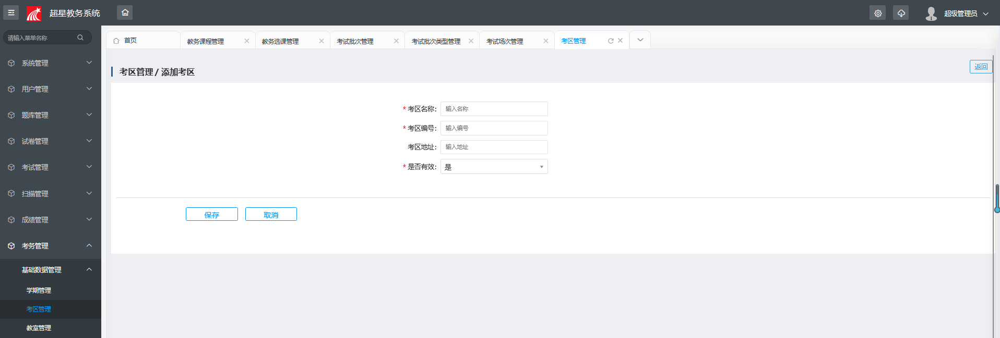 超星教务系统
超级管理员
请输入菜单名称
首页
教务课程管理
教务选课管理
考试批次管理
考试批次类型管理
考试场次管理
考区管理
系统管理
用户管理
题库管理
试卷管理
考试管理
扫描管理
成绩管理
考务管理
基础数据管理
学期管理
考区管理
教室管理
考区管理 / 添加考区
返回
* 考区名称: 输入名称
* 考区编号: 输入编号
考区地址: 输入地址
* 是否有效: 是
保存 取消